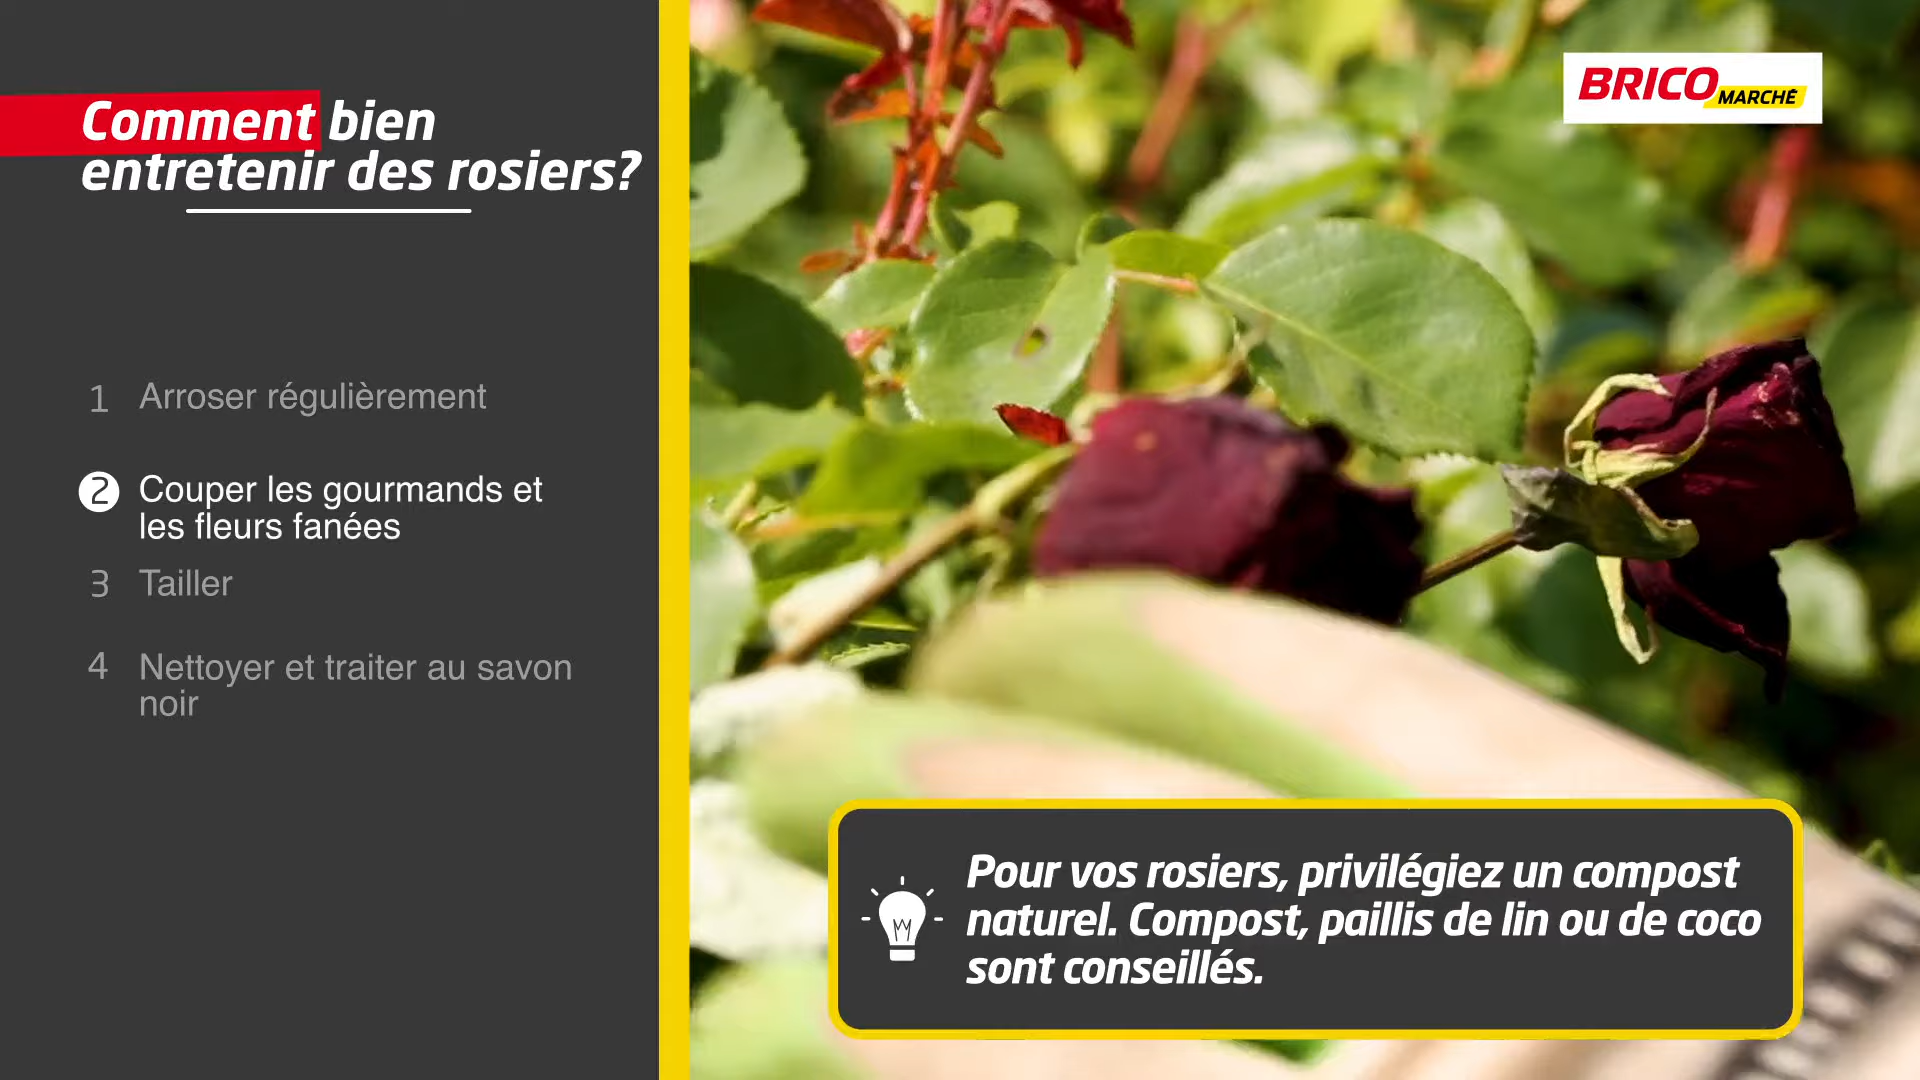 Comment bien
entretenir des rosiers?
1 Arroser régulièrement
2 Couper les gourmands et
les fleurs fanées
3 Tailler
4 Nettoyer et traiter au savon
noir
BRICO MARCHÉ
Pour vos rosiers, privilégiez un compost
naturel. Compost, paillis de lin ou de coco
sont conseillés.